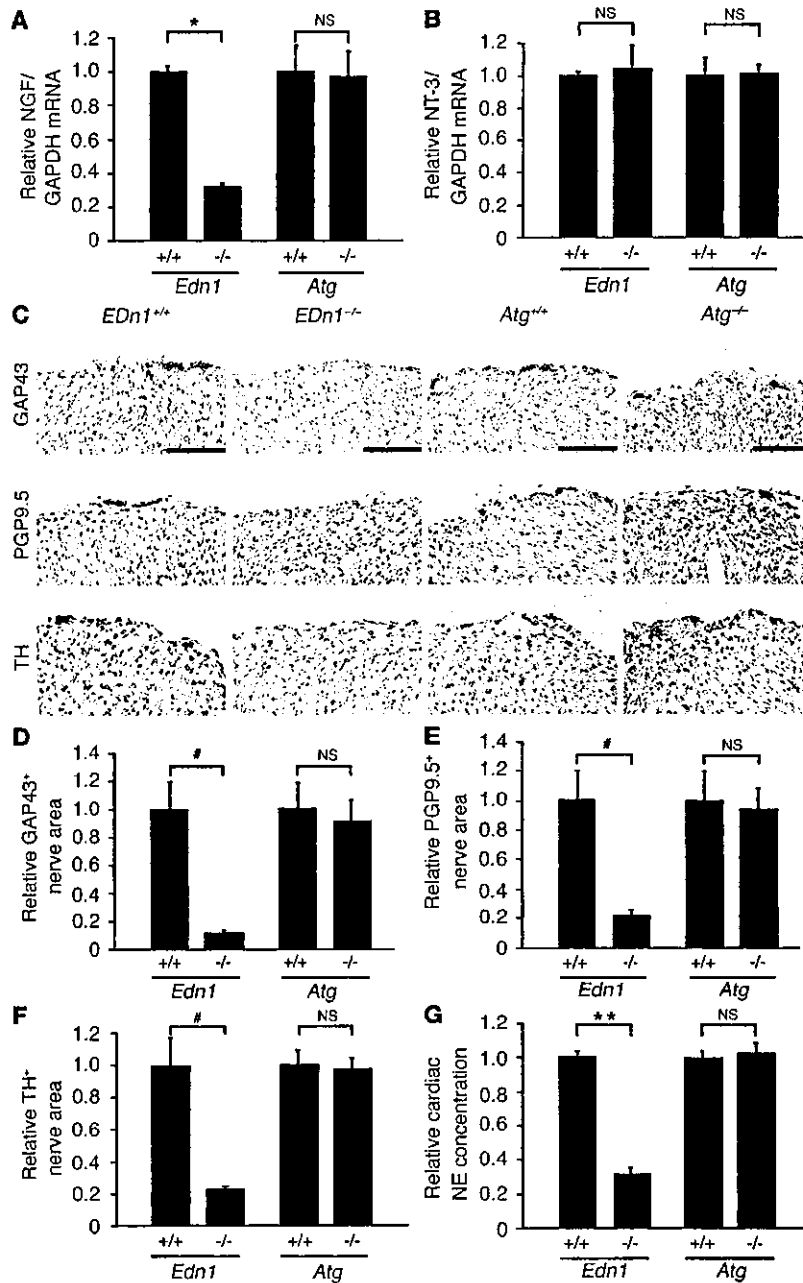 A
Relative NGF/
GAPDH mRNA
1.2
1.0
0.8
0.6
0.4
0.2
0
*
NS
+/+ -/- +/+ -/-
Edn1 Atg
B
Relative NT-3/
GAPDH mRNA
1.2
1.0
0.8
0.6
0.4
0.2
0
NS
NS
+/+ -/- +/+ -/-
Edn1 Atg
C
EDn1+/+ EDn1–/– Atg+/+ Atg–/–
GAP43
PGP9.5
TH
D
Relative GAP43+
nerve area
1.4
1.2
1.0
0.8
0.6
0.4
0.2
0
#
NS
+/+ -/- +/+ -/-
Edn1 Atg
E
Relative PGP9.5+
nerve area
1.4
1.2
1.0
0.8
0.6
0.4
0.2
0
#
NS
+/+ -/- +/+ -/-
Edn1 Atg
F
Relative TH+
nerve area
1.2
1.0
0.8
0.6
0.4
0.2
0
#
NS
+/+ -/- +/+ -/-
Edn1 Atg
G
Relative cardiac
NE concentration
1.2
1.0
0.8
0.6
0.4
0.2
0
**
NS
+/+ -/- +/+ -/-
Edn1 Atg